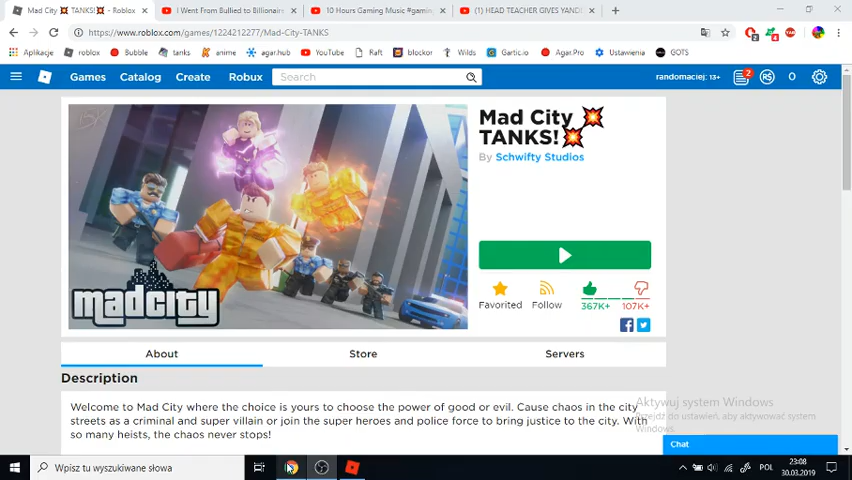 Mad City 💥 TANKS!💥 - Roblox
I Went From Bullied to Billionaire
10 Hours Gaming Music #gaming
(1) HEAD TEACHER GIVES YAND
https://www.roblox.com/games/1224212277/Mad-City-TANKS
Aplikacje roblox Bubble tanks anime agar.hub YouTube Raft blockor Wilds Gartic.io Agar.Pro Ustawienia GOTS
Games Catalog Create Robux Search randomaciej: 13+ 2 0
Mad City 💥
TANKS!💥
By Schwifty Studios
madcity
Favorited Follow 367K+ 107K+
About Store Servers
Description
Welcome to Mad City where the choice is yours to choose the power of good or evil. Cause chaos in the city
streets as a criminal and super villain or join the super heroes and police force to bring justice to the city. With
so many heists, the chaos never stops!
Aktywuj system Windows
Przejdź do ustawień, aby aktywować system
Windows.
Chat
Wpisz tu wyszukiwane słowa
POL
23:08
30.03.2019